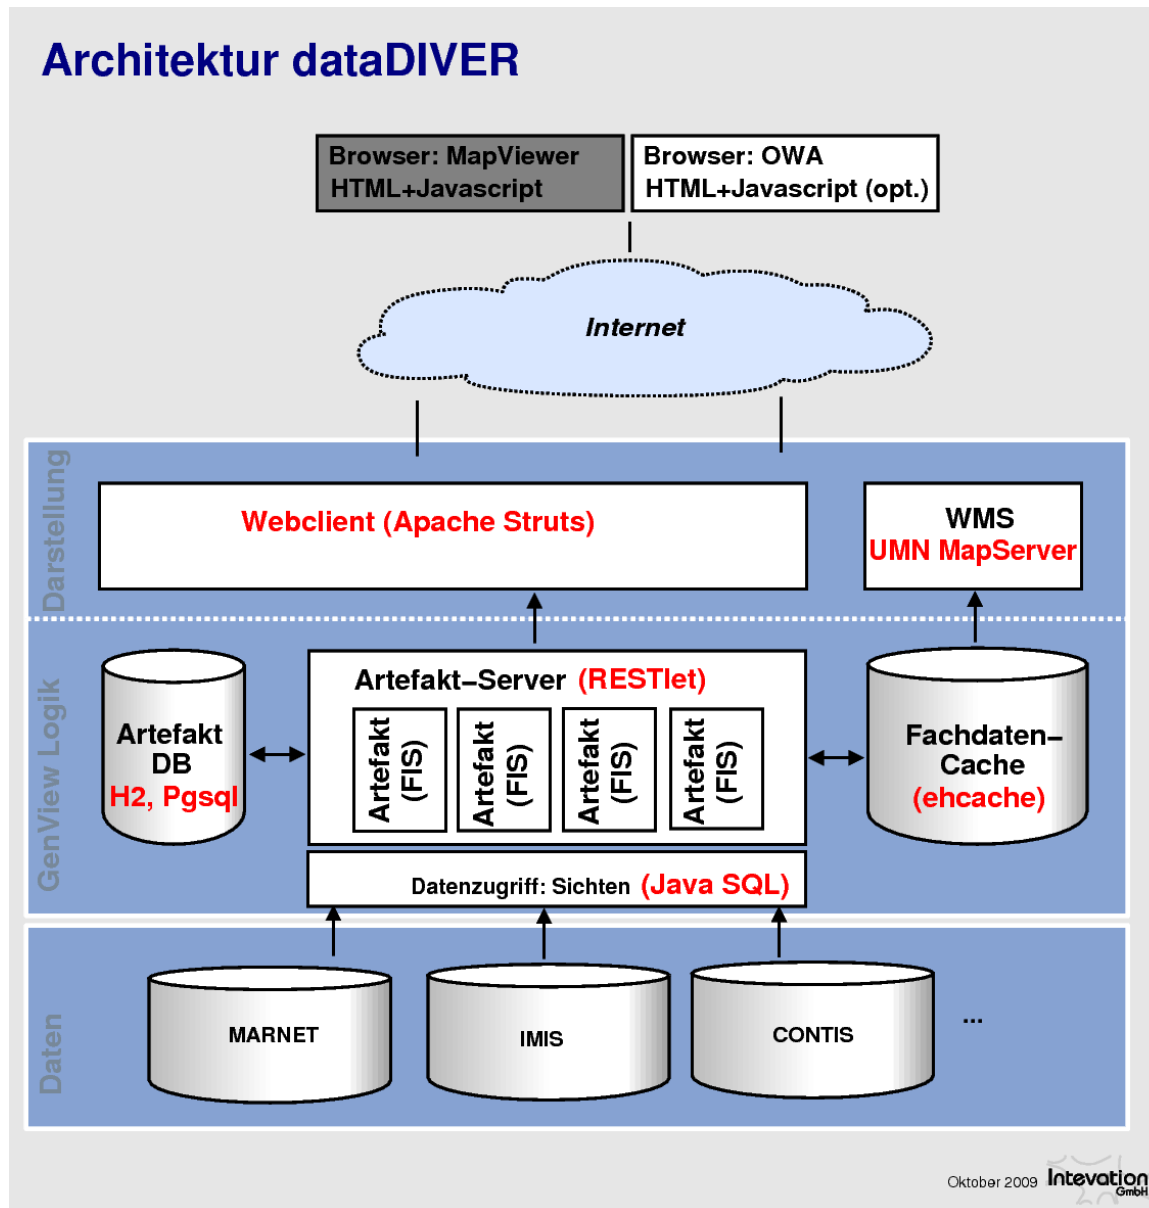 Architektur dataDIVER
Browser: MapViewer
HTML+Javascript
Browser: OWA
HTML+Javascript (opt.)
Internet
Darstellung
Webclient (Apache Struts)
WMS
UMN MapServer
GenView Logik
Artefakt
DB
H2, Pgsql
Artefakt-Server (RESTlet)
Artefakt
(FIS)
Artefakt
(FIS)
Artefakt
(FIS)
Artefakt
(FIS)
Fachdaten-
Cache
(ehcache)
Datenzugriff: Sichten (Java SQL)
Daten
MARNET
IMIS
CONTIS
...
Oktober 2009
Intevation
GmbH